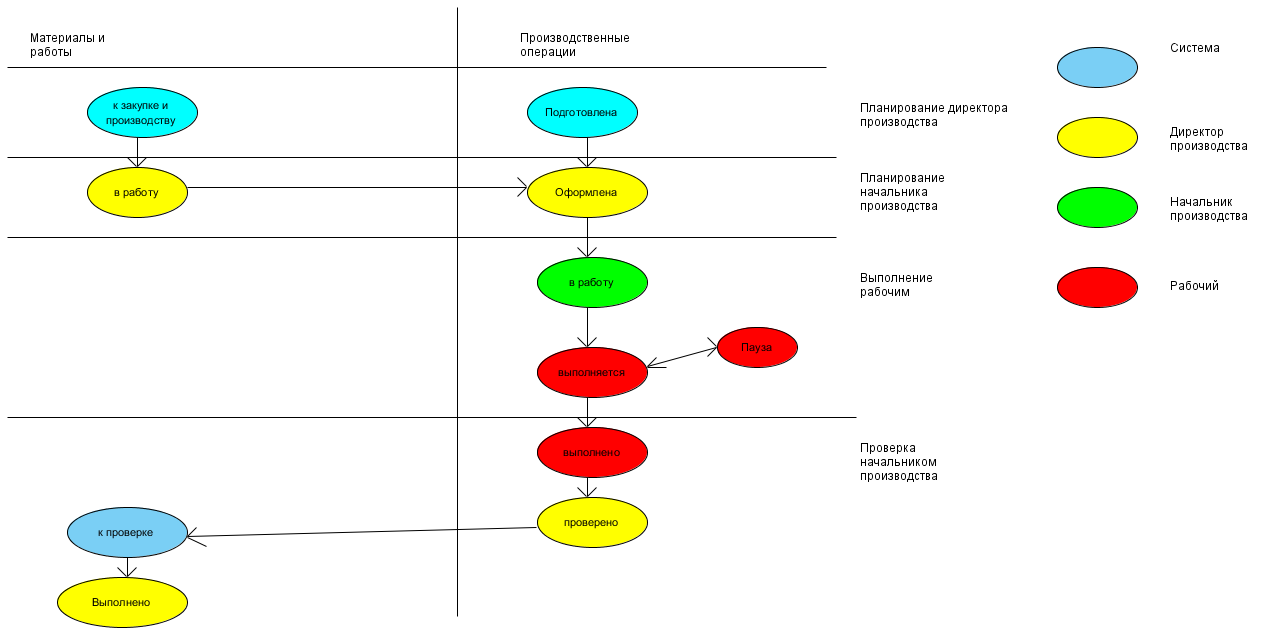 Материалы и
работы
Производственные
операции
Система
к закупке и
производству
Подготовлена
Планирование директора
производства
Директор
производства
в работу
Оформлена
Планирование
начальника
производства
Начальник
производства
в работу
Выполнение
рабочим
Рабочий
Пауза
выполняется
выполнено
Проверка
начальником
производства
проверено
к проверке
Выполнено